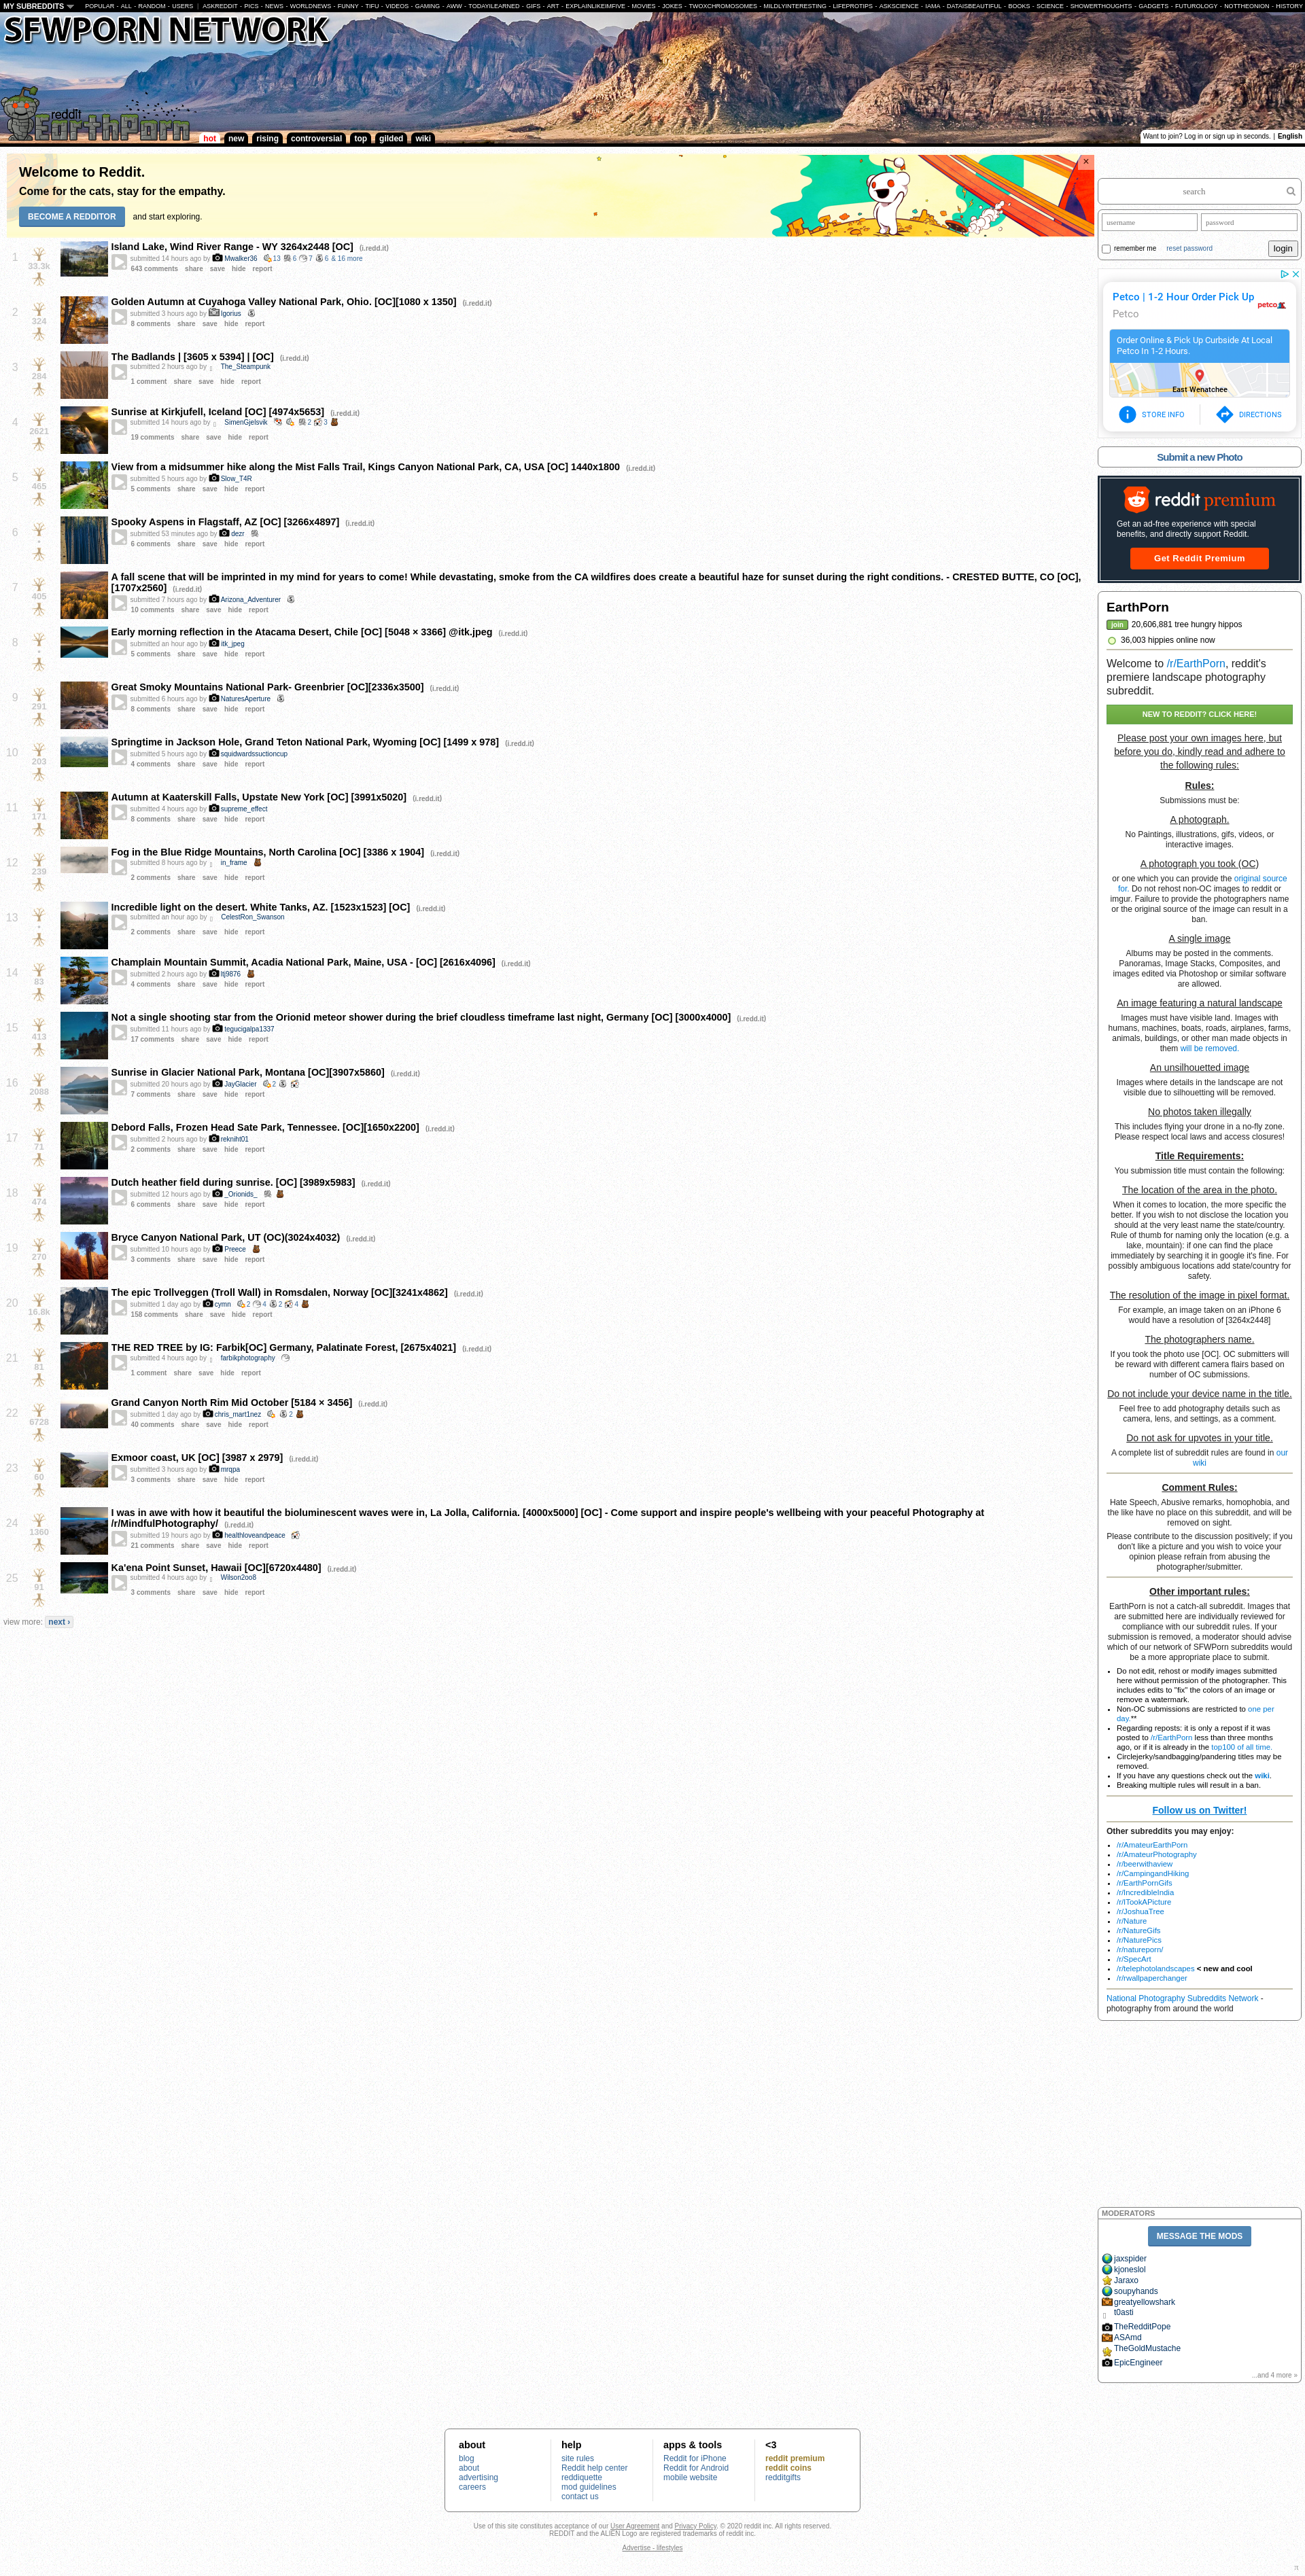 MY SUBREDDITS POPULAR - ALL - RANDOM - USERS | ASKREDDIT - PICS - NEWS - WORLDNEWS - FUNNY - TIFU - VIDEOS - GAMING - AWW - TODAYILEARNED - GIFS - ART - EXPLAINLIKEIMFIVE - MOVIES - JOKES - TWOXCHROMOSOMES - MILDLYINTERESTING - LIFEPROTIPS - ASKSCIENCE - IAMA - DATAISBEAUTIFUL - BOOKS - SCIENCE - SHOWERTHOUGHTS - GADGETS - FUTUROLOGY - NOTTHEONION - HISTORY
SFWPORN NETWORK
reddit
EarthPorn
hot new rising controversial top gilded wiki
Want to join? Log in or sign up in seconds. | English
Welcome to Reddit.
Come for the cats, stay for the empathy.
BECOME A REDDITOR and start exploring.
×
1
33.3k
Island Lake, Wind River Range - WY 3264x2448 [OC] (i.redd.it)
submitted 14 hours ago by Mwalker36 13 6 7 6 & 16 more
643 comments share save hide report
2
324
Golden Autumn at Cuyahoga Valley National Park, Ohio. [OC][1080 x 1350] (i.redd.it)
submitted 3 hours ago by Igorius
8 comments share save hide report
3
284
The Badlands | [3605 x 5394] | [OC] (i.redd.it)
submitted 2 hours ago by The_Steampunk
1 comment share save hide report
4
2621
Sunrise at Kirkjufell, Iceland [OC] [4974x5653] (i.redd.it)
submitted 14 hours ago by SimenGjelsvik 2 3
19 comments share save hide report
5
465
View from a midsummer hike along the Mist Falls Trail, Kings Canyon National Park, CA, USA [OC] 1440x1800 (i.redd.it)
submitted 5 hours ago by Slow_T4R
5 comments share save hide report
6
•
Spooky Aspens in Flagstaff, AZ [OC] [3266x4897] (i.redd.it)
submitted 53 minutes ago by dezr
6 comments share save hide report
7
405
A fall scene that will be imprinted in my mind for years to come! While devastating, smoke from the CA wildfires does create a beautiful haze for sunset during the right conditions. - CRESTED BUTTE, CO [OC],
[1707x2560] (i.redd.it)
submitted 7 hours ago by Arizona_Adventurer
10 comments share save hide report
8
•
Early morning reflection in the Atacama Desert, Chile [OC] [5048 × 3366] @itk.jpeg (i.redd.it)
submitted an hour ago by itk_jpeg
5 comments share save hide report
9
291
Great Smoky Mountains National Park- Greenbrier [OC][2336x3500] (i.redd.it)
submitted 6 hours ago by NaturesAperture
8 comments share save hide report
10
203
Springtime in Jackson Hole, Grand Teton National Park, Wyoming [OC] [1499 x 978] (i.redd.it)
submitted 5 hours ago by squidwardssuctioncup
4 comments share save hide report
11
171
Autumn at Kaaterskill Falls, Upstate New York [OC] [3991x5020] (i.redd.it)
submitted 4 hours ago by supreme_effect
8 comments share save hide report
12
239
Fog in the Blue Ridge Mountains, North Carolina [OC] [3386 x 1904] (i.redd.it)
submitted 8 hours ago by in_frame
2 comments share save hide report
13
•
Incredible light on the desert. White Tanks, AZ. [1523x1523] [OC] (i.redd.it)
submitted an hour ago by CelestRon_Swanson
2 comments share save hide report
14
83
Champlain Mountain Summit, Acadia National Park, Maine, USA - [OC] [2616x4096] (i.redd.it)
submitted 2 hours ago by ltj9876
4 comments share save hide report
15
413
Not a single shooting star from the Orionid meteor shower during the brief cloudless timeframe last night, Germany [OC] [3000x4000] (i.redd.it)
submitted 11 hours ago by tegucigalpa1337
17 comments share save hide report
16
2088
Sunrise in Glacier National Park, Montana [OC][3907x5860] (i.redd.it)
submitted 20 hours ago by JayGlacier 2
7 comments share save hide report
17
71
Debord Falls, Frozen Head Sate Park, Tennessee. [OC][1650x2200] (i.redd.it)
submitted 2 hours ago by rekniht01
2 comments share save hide report
18
474
Dutch heather field during sunrise. [OC] [3989x5983] (i.redd.it)
submitted 12 hours ago by _Orionids_
6 comments share save hide report
19
270
Bryce Canyon National Park, UT (OC)(3024x4032) (i.redd.it)
submitted 10 hours ago by Preece
3 comments share save hide report
20
16.8k
The epic Trollveggen (Troll Wall) in Romsdalen, Norway [OC][3241x4862] (i.redd.it)
submitted 1 day ago by cymn 2 4 2 4
158 comments share save hide report
21
81
THE RED TREE by IG: Farbik[OC] Germany, Palatinate Forest, [2675x4021] (i.redd.it)
submitted 4 hours ago by farbikphotography
1 comment share save hide report
22
6728
Grand Canyon North Rim Mid October [5184 × 3456] (i.redd.it)
submitted 1 day ago by chris_mart1nez 2
40 comments share save hide report
23
60
Exmoor coast, UK [OC] [3987 x 2979] (i.redd.it)
submitted 3 hours ago by mrqpa
3 comments share save hide report
24
1360
I was in awe with how it beautiful the bioluminescent waves were in, La Jolla, California. [4000x5000] [OC] - Come support and inspire people's wellbeing with your peaceful Photography at
/r/MindfulPhotography/ (i.redd.it)
submitted 19 hours ago by healthloveandpeace
21 comments share save hide report
25
91
Ka'ena Point Sunset, Hawaii [OC][6720x4480] (i.redd.it)
submitted 4 hours ago by Wilson2oo8
3 comments share save hide report
view more: next ›
search
username password
remember me reset password login
Petco | 1-2 Hour Order Pick Up
Petco
petco
Order Online & Pick Up Curbside At Local
Petco In 1-2 Hours.
East Wenatchee
STORE INFO DIRECTIONS
Submit a new Photo
reddit premium
Get an ad-free experience with special
benefits, and directly support Reddit.
Get Reddit Premium
EarthPorn
join 20,606,881 tree hungry hippos
36,003 hippies online now
Welcome to /r/EarthPorn, reddit's
premiere landscape photography
subreddit.
NEW TO REDDIT? CLICK HERE!
Please post your own images here, but
before you do, kindly read and adhere to
the following rules:
Rules:
Submissions must be:
A photograph.
No Paintings, illustrations, gifs, videos, or
interactive images.
A photograph you took (OC)
or one which you can provide the original source
for. Do not rehost non-OC images to reddit or
imgur. Failure to provide the photographers name
or the original source of the image can result in a
ban.
A single image
Albums may be posted in the comments.
Panoramas, Image Stacks, Composites, and
images edited via Photoshop or similar software
are allowed.
An image featuring a natural landscape
Images must have visible land. Images with
humans, machines, boats, roads, airplanes, farms,
animals, buildings, or other man made objects in
them will be removed.
An unsilhouetted image
Images where details in the landscape are not
visible due to silhouetting will be removed.
No photos taken illegally
This includes flying your drone in a no-fly zone.
Please respect local laws and access closures!
Title Requirements:
You submission title must contain the following:
The location of the area in the photo.
When it comes to location, the more specific the
better. If you wish to not disclose the location you
should at the very least name the state/country.
Rule of thumb for naming only the location (e.g. a
lake, mountain): if one can find the place
immediately by searching it in google it's fine. For
possibly ambiguous locations add state/country for
safety.
The resolution of the image in pixel format.
For example, an image taken on an iPhone 6
would have a resolution of [3264x2448]
The photographers name.
If you took the photo use [OC]. OC submitters will
be reward with different camera flairs based on
number of OC submissions.
Do not include your device name in the title.
Feel free to add photography details such as
camera, lens, and settings, as a comment.
Do not ask for upvotes in your title.
A complete list of subreddit rules are found in our
wiki
Comment Rules:
Hate Speech, Abusive remarks, homophobia, and
the like have no place on this subreddit, and will be
removed on sight.
Please contribute to the discussion positively; if you
don't like a picture and you wish to voice your
opinion please refrain from abusing the
photographer/submitter.
Other important rules:
EarthPorn is not a catch-all subreddit. Images that
are submitted here are individually reviewed for
compliance with our subreddit rules. If your
submission is removed, a moderator should advise
which of our network of SFWPorn subreddits would
be a more appropriate place to submit.
• Do not edit, rehost or modify images submitted
here without permission of the photographer. This
includes edits to "fix" the colors of an image or
remove a watermark.
• Non-OC submissions are restricted to one per
day.**
• Regarding reposts: it is only a repost if it was
posted to /r/EarthPorn less than three months
ago, or if it is already in the top100 of all time.
• Circlejerky/sandbagging/pandering titles may be
removed.
• If you have any questions check out the wiki.
• Breaking multiple rules will result in a ban.
Follow us on Twitter!
Other subreddits you may enjoy:
• /r/AmateurEarthPorn
• /r/AmateurPhotography
• /r/beerwithaview
• /r/CampingandHiking
• /r/EarthPornGifs
• /r/IncredibleIndia
• /r/ITookAPicture
• /r/JoshuaTree
• /r/Nature
• /r/NatureGifs
• /r/NaturePics
• /r/natureporn/
• /r/SpecArt
• /r/telephotolandscapes < new and cool
• /r/rwallpaperchanger
National Photography Subreddits Network -
photography from around the world
MODERATORS
MESSAGE THE MODS
jaxspider
kjoneslol
Jaraxo
soupyhands
greatyellowshark
t0asti
TheRedditPope
ASAmd
TheGoldMustache
EpicEngineer
...and 4 more »
about
blog
about
advertising
careers
help
site rules
Reddit help center
reddiquette
mod guidelines
contact us
apps & tools
Reddit for iPhone
Reddit for Android
mobile website
<3
reddit premium
reddit coins
redditgifts
Use of this site constitutes acceptance of our User Agreement and Privacy Policy. © 2020 reddit inc. All rights reserved.
REDDIT and the ALIEN Logo are registered trademarks of reddit inc.
Advertise - lifestyles
π